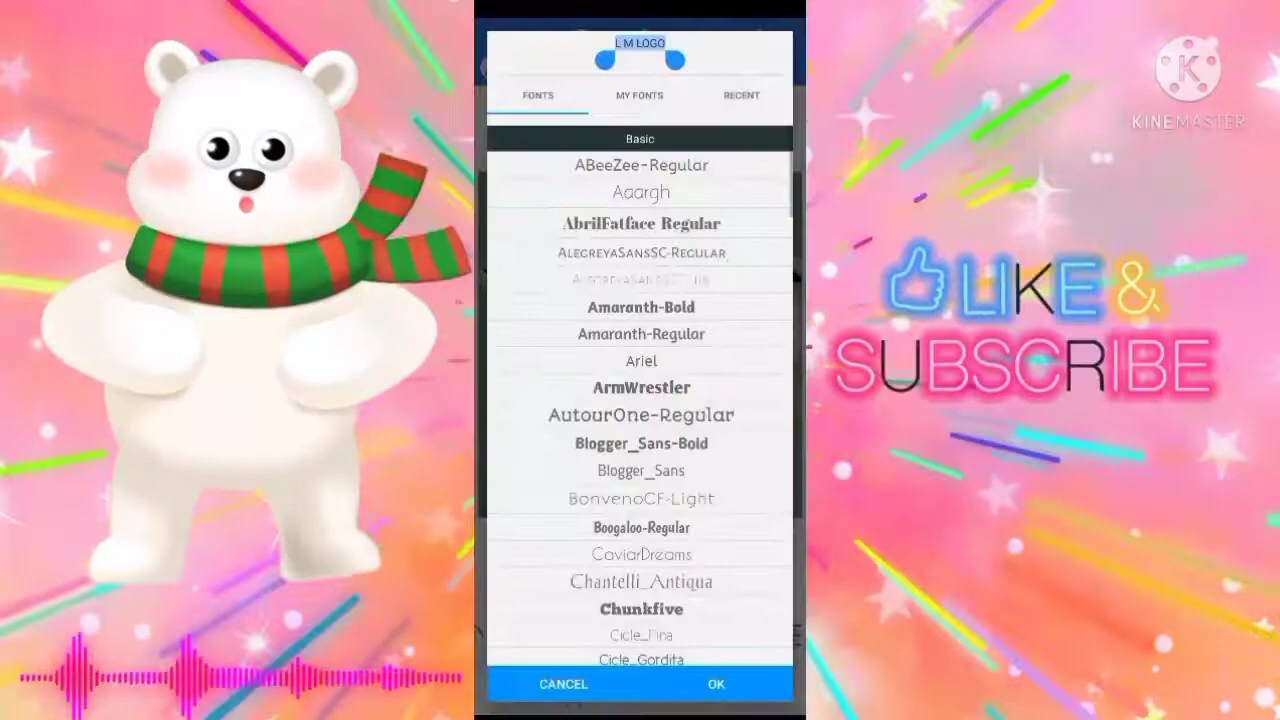 L M LOGO
FONTS MY FONTS RECENT
Basic
ABeeZee-Regular
Aaargh
AbrilFatface Regular
AlegreyaSansSC-Regular
Amaranth-Bold
Amaranth-Regular
Ariel
ArmWrestler
AutourOne-Regular
Blogger_Sans-Bold
Blogger_Sans
BonvenoCF-Light
Boogaloo-Regular
CaviarDreams
Chantelli_Antiqua
Chunkfive
Cicle_Fina
Cicle_Gordita
CANCEL OK
K
KINEMASTER
LIKE &
SUBSCRIBE